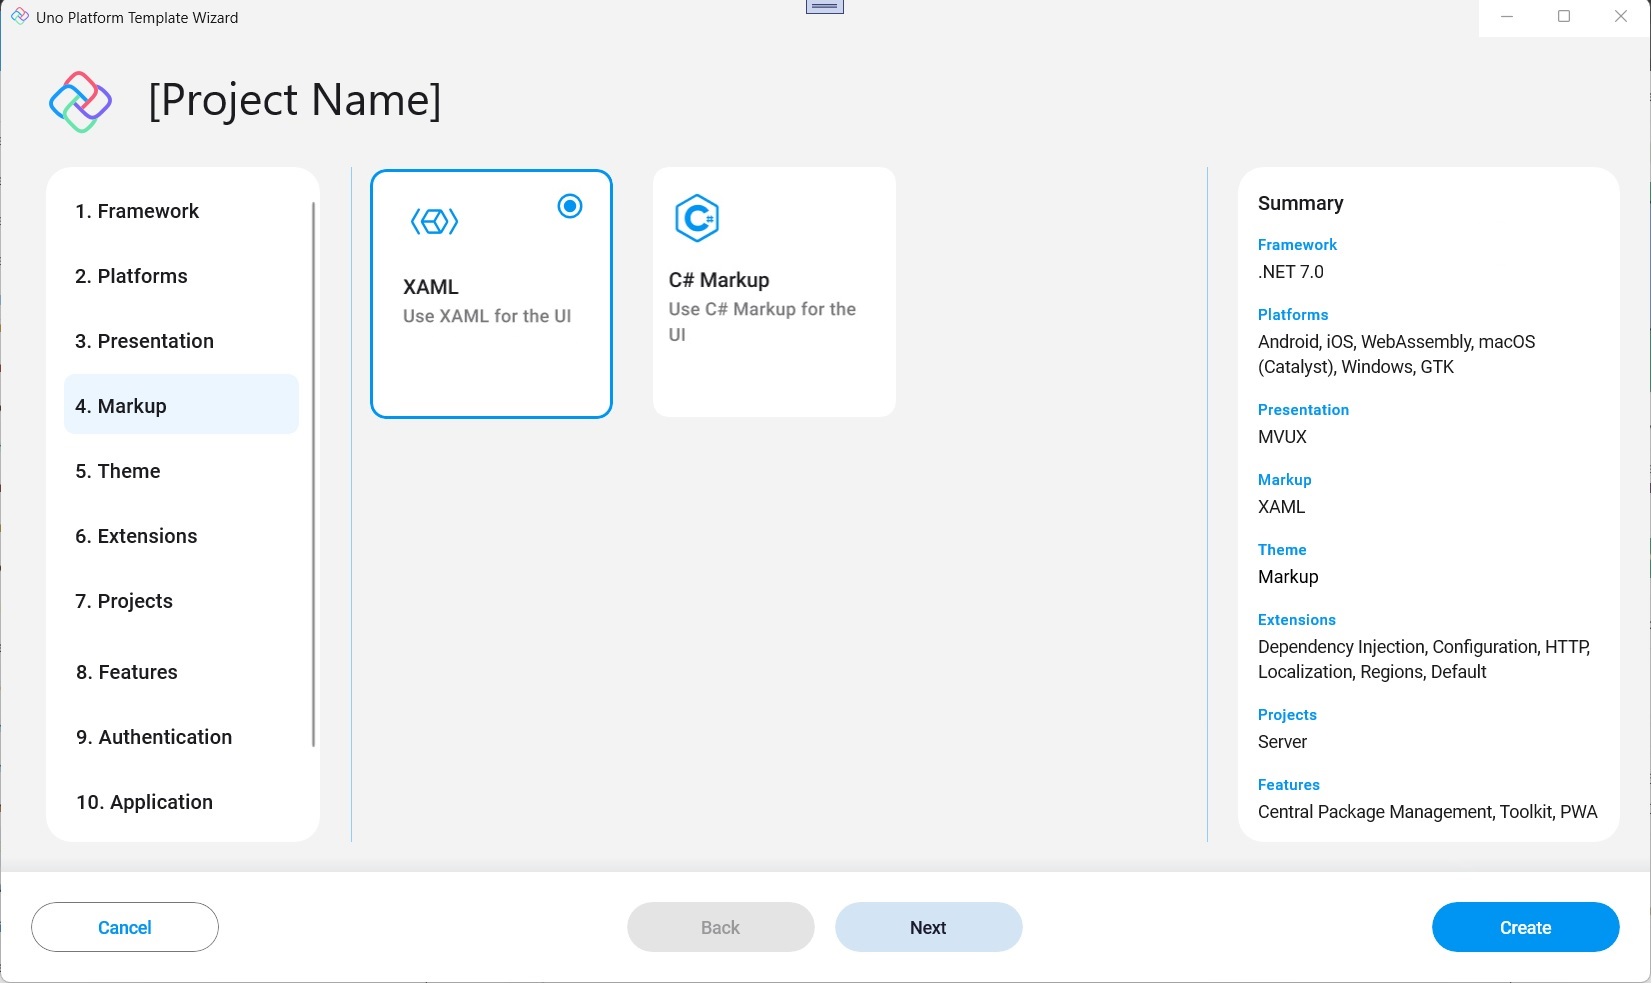 Uno Platform Template Wizard
[Project Name]
1. Framework
2. Platforms
3. Presentation
4. Markup
5. Theme
6. Extensions
7. Projects
8. Features
9. Authentication
10. Application
XAML
Use XAML for the UI
C#
C# Markup
Use C# Markup for the
UI
Summary
Framework
.NET 7.0
Platforms
Android, iOS, WebAssembly, macOS
(Catalyst), Windows, GTK
Presentation
MVUX
Markup
XAML
Theme
Markup
Extensions
Dependency Injection, Configuration, HTTP,
Localization, Regions, Default
Projects
Server
Features
Central Package Management, Toolkit, PWA
Cancel
Back
Next
Create